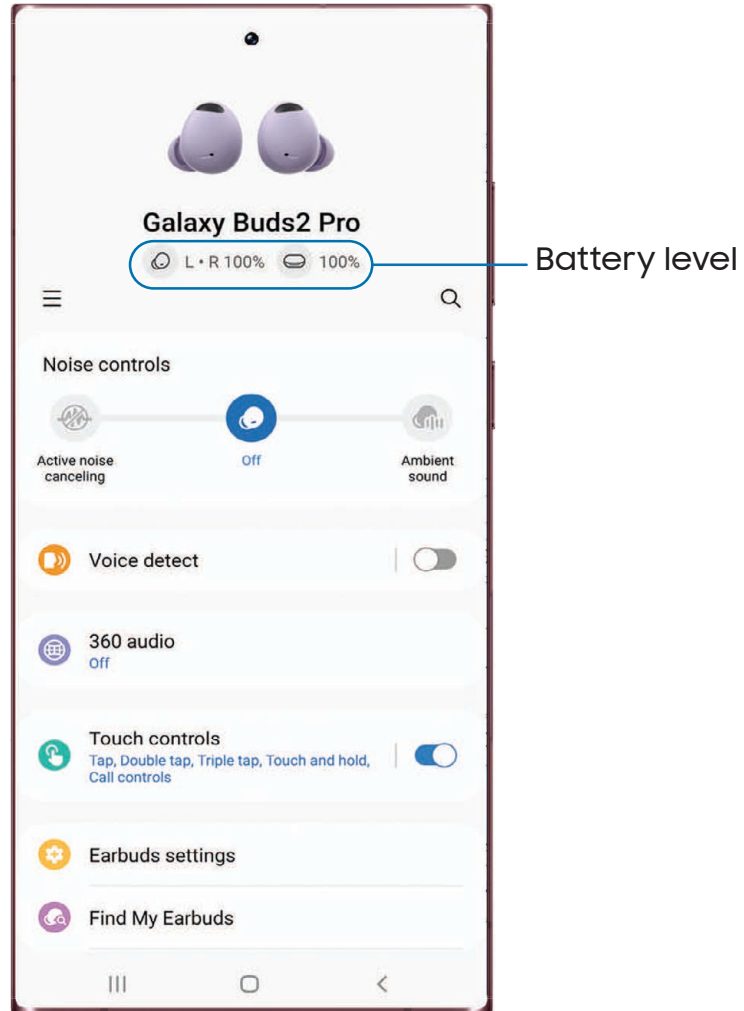 Galaxy Buds2 Pro
L • R 100% 100%
Battery level
Noise controls
Active noise
canceling
Off
Ambient
sound
Voice detect
360 audio
Off
Touch controls
Tap, Double tap, Triple tap, Touch and hold,
Call controls
Earbuds settings
Find My Earbuds